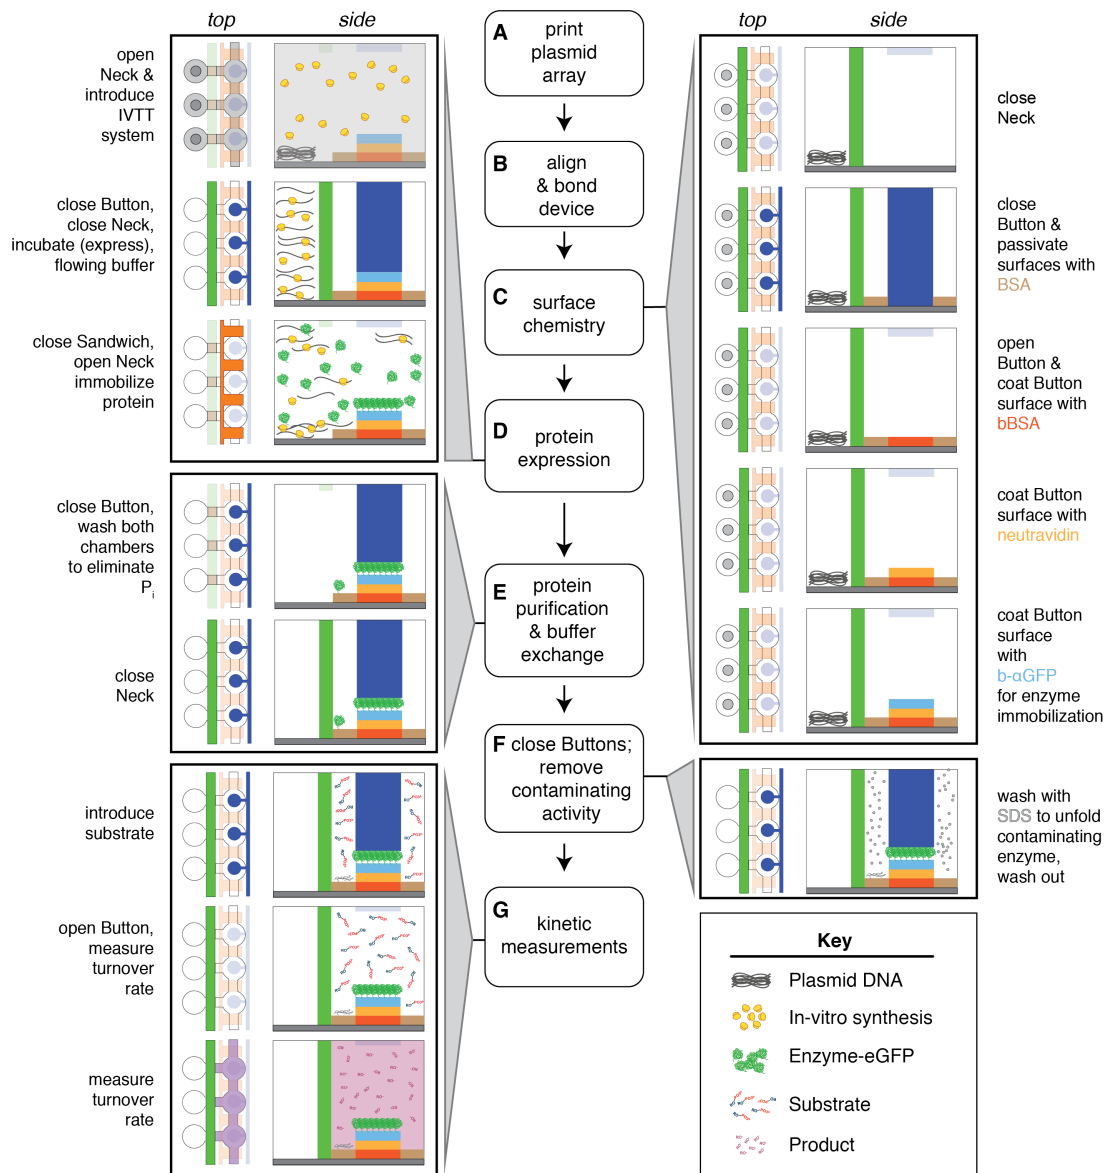 top
side
open
Neck &
introduce
IVTT
system
close Button,
close Neck,
incubate (express),
flowing buffer
close Sandwich,
open Neck
immobilize
protein
close Button,
wash both
chambers
to eliminate
Pi
close
Neck
introduce
substrate
open Button,
measure
turnover
rate
measure
turnover
rate
A print
plasmid
array
B align
& bond
device
C surface
chemistry
D protein
expression
E protein
purification
& buffer
exchange
F close Buttons;
remove
contaminating
activity
G kinetic
measurements
top
side
close
Neck
close
Button &
passivate
surfaces with
BSA
open
Button &
coat Button
surface with
bBSA
coat Button
surface with
neutravidin
coat Button
surface
with
b-αGFP
for enzyme
immobilization
wash with
SDS to unfold
contaminating
enzyme,
wash out
Key
Plasmid DNA
In-vitro synthesis
Enzyme-eGFP
Substrate
Product